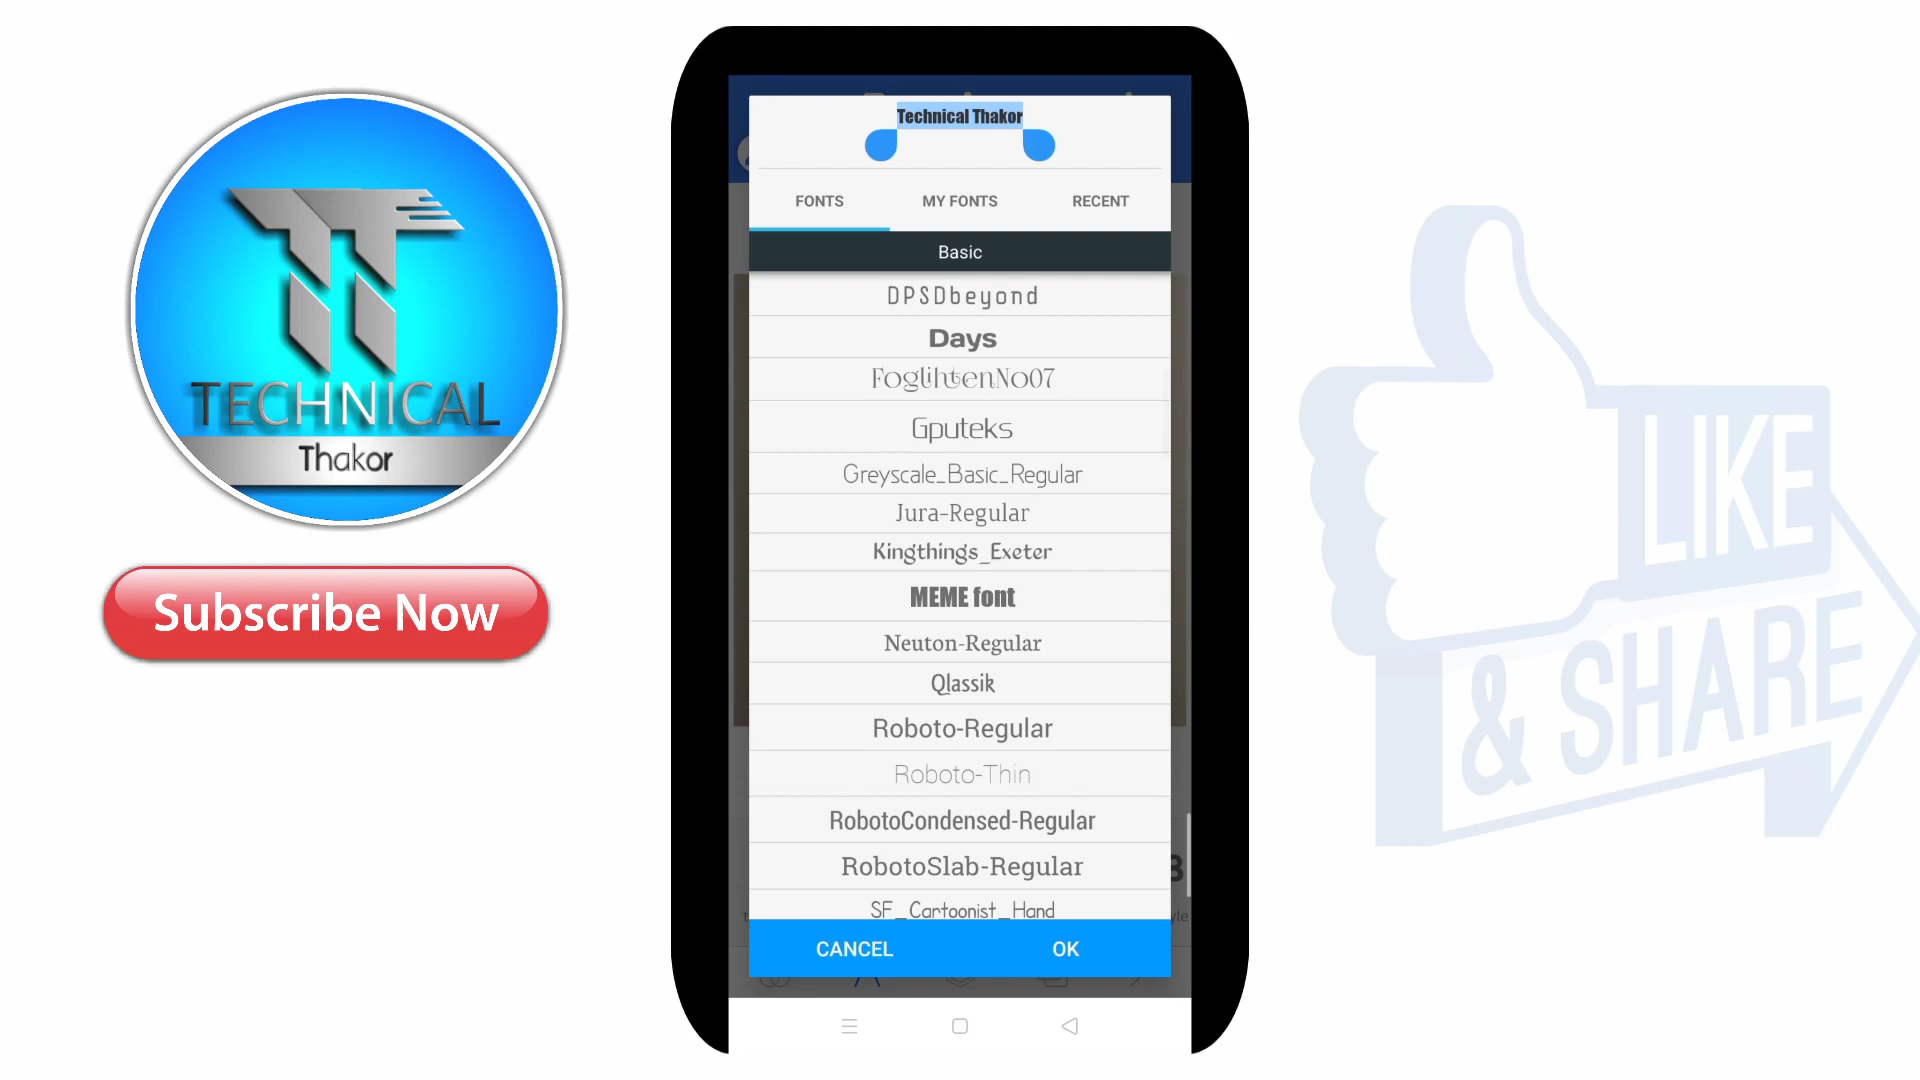 TECHNICAL
Thakor
Subscribe Now
Technical Thakor
FONTS
MY FONTS
RECENT
Basic
DPSDbeyond
Days
FoglihtenNo07
Gputeks
Greyscale_Basic_Regular
Jura-Regular
Kingthings_Exeter
MEME font
Neuton-Regular
Qlassik
Roboto-Regular
Roboto-Thin
RobotoCondensed-Regular
RobotoSlab-Regular
SF_Cartoonist_Hand
CANCEL
OK
LIKE
& SHARE